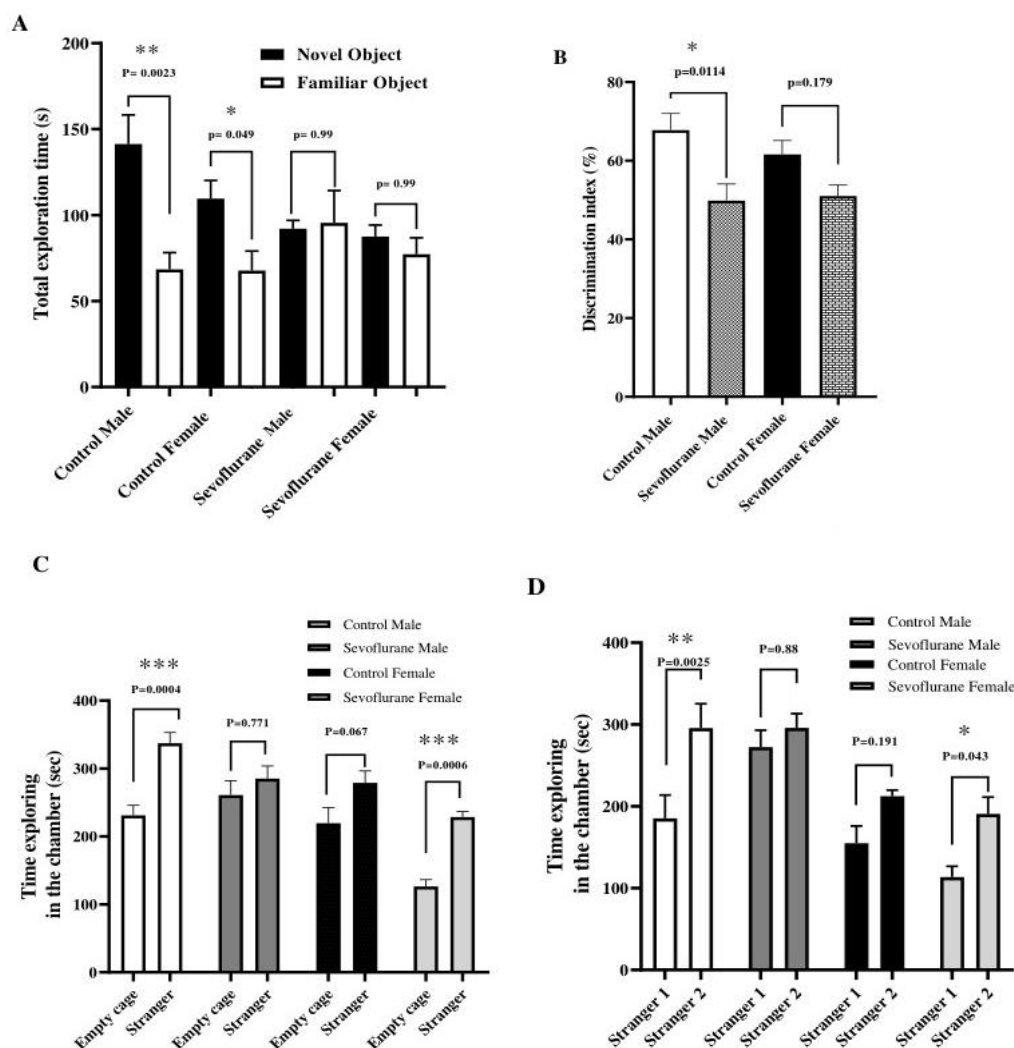 A
Total exploration time (s)
200
150
100
50
0
Novel Object
Familiar Object
**
P= 0.0023
*
p= 0.049
p= 0.99
p= 0.99
Control Male
Control Female
Sevoflurane Male
Sevoflurane Female
B
Discrimination index (%)
80
60
40
20
0
*
p=0.0114
p=0.179
Control Male
Sevoflurane Male
Control Female
Sevoflurane Female
C
Time exploring
in the chamber (sec)
400
300
200
100
0
Control Male
Sevoflurane Male
Control Female
Sevoflurane Female
***
P=0.0004
P=0.771
P=0.067
***
P=0.0006
Empty cage
Stranger
Empty cage
Stranger
Empty cage
Stranger
Empty cage
Stranger
D
Time exploring
in the chamber (sec)
400
300
200
100
0
Control Male
Sevoflurane Male
Control Female
Sevoflurane Female
**
P=0.0025
P=0.88
P=0.191
*
P=0.043
Stranger 1
Stranger 2
Stranger 1
Stranger 2
Stranger 1
Stranger 2
Stranger 1
Stranger 2